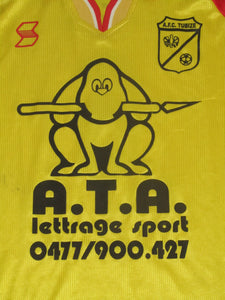 A.F.C. TUBIZE
A.T.A.
lettrage sport
0477/900.427